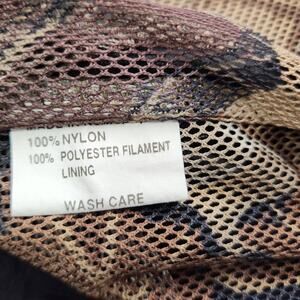 100% NYLON
100% POLYESTER FILAMENT
LINING
WASH CARE